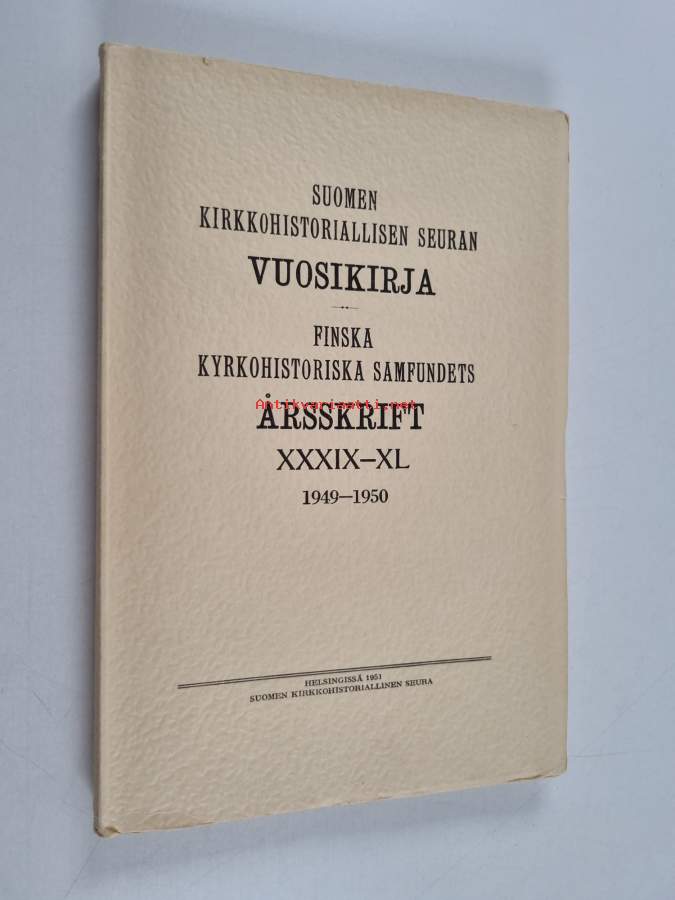 SUOMEN
KIRKKOHISTORIALLISEN SEURAN
VUOSIKIRJA
FINSKA
KYRKOHISTORISKA SAMFUNDETS
Antikvariaatti.net
ÅRSSKRIFT
XXXIX–XL
1949—1950
HELSINGISSÄ 1951
SUOMEN KIRKKOHISTORIALLINEN SEURA